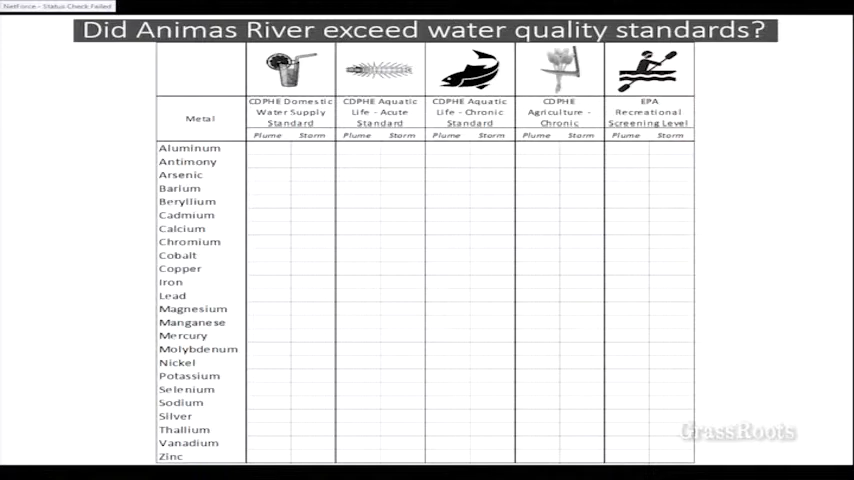 NetForce - Status Check Failed
Did Animas River exceed water quality standards?
Metal
CDPHE Domestic Water Supply Standard
CDPHE Aquatic Life - Acute Standard
CDPHE Aquatic Life - Chronic Standard
CDPHE Agriculture - Chronic
EPA Recreational Screening Level
Plume Storm Plume Storm Plume Storm Plume Storm Plume Storm
Aluminum
Antimony
Arsenic
Barium
Beryllium
Cadmium
Calcium
Chromium
Cobalt
Copper
Iron
Lead
Magnesium
Manganese
Mercury
Molybdenum
Nickel
Potassium
Selenium
Sodium
Silver
Thallium
Vanadium
Zinc
GrassRoots